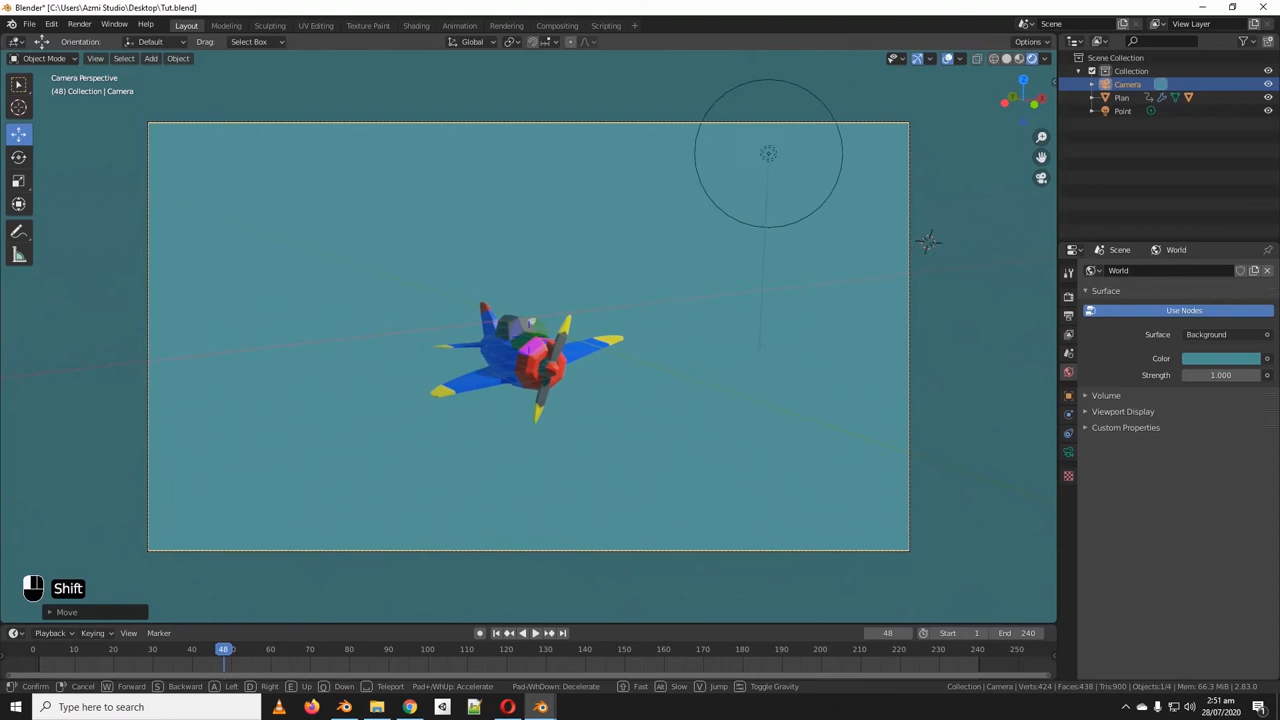 Blender* [C:\Users\Azmi Studio\Desktop\Tut.blend]
File Edit Render Window Help Layout Modeling Sculpting UV Editing Texture Paint Shading Animation Rendering Compositing Scripting Scene View Layer
Orientation: Default Drag: Select Box Global Options
Object Mode View Select Add Object
Camera Perspective
(48) Collection | Camera
Scene Collection
Collection
Camera
Plan
Point
Scene World
World
Surface
Use Nodes
Surface Background
Color
Strength 1.000
Volume
Viewport Display
Custom Properties
Shift
Move
Playback Keying View Marker 48 Start 1 End 240
0 10 20 30 40 48 60 70 80 90 100 110 120 130 140 150 160 170 180 190 200 210 220 230 240 250
Confirm Cancel W Forward S Backward A Left D Right E Up Q Down Teleport Pad+/WhUp: Accelerate Pad-/WhDown: Decelerate Fast Alt Slow V Jump Toggle Gravity Collection | Camera | Verts:424 | Faces:438 | Tris:900 | Objects:1/4 | Mem: 66.3 MiB | 2.83.0
Type here to search
2:51 am
28/07/2020